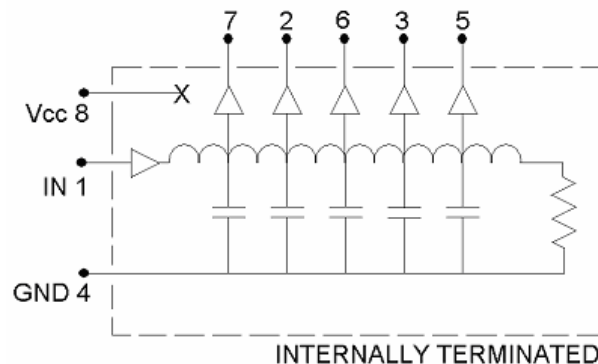 7 2 6 3 5
Vcc 8
X
IN 1
GND 4
INTERNALLY TERMINATED